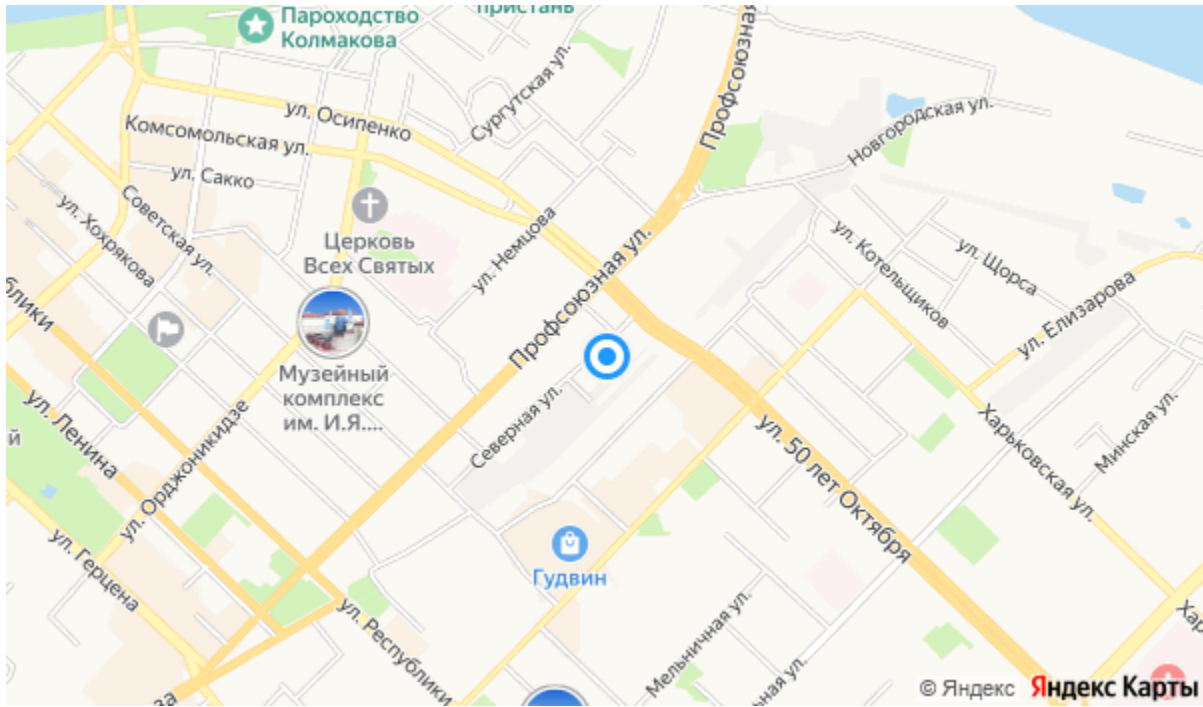 пристань
Пароходство
Колмакова
Профсоюзная
Сургутская ул.
ул. Осипенко
Комсомольская ул.
Новгородская ул.
ул. Сакко
Советская ул.
ул. Хохрякова
Церковь
Всех Святых
ул. Немцова
Профсоюзная ул.
ул. Котельщиков
ул. Щорса
ул. Елизарова
блики
Музейный
комплекс
им. И.Я....
ул. Ленина
й
Северная ул.
ул. Орджоникидзе
ул. 50 лет Октября
Харьковская ул.
Минская ул.
ул. Герцена
Гудвин
ул. Республики
Мельничная ул.
ьная ул.
Хар
за
© Яндекс Яндекс Карты